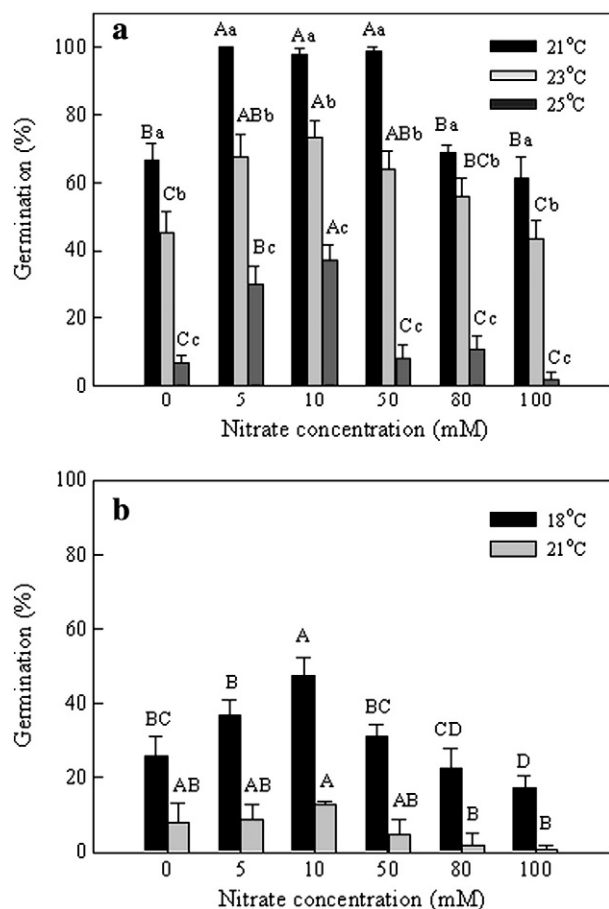 a
100
80
60
40
20
0
Germination (%)
21°C
23°C
25°C
Ba
Cb
Cc
Aa
ABb
Bc
Aa
Ab
Ac
Aa
ABb
Cc
Ba
BCb
Cc
Ba
Cb
Cc
0 5 10 50 80 100
Nitrate concentration (mM)
b
100
80
60
40
20
0
Germination (%)
18°C
21°C
BC
AB
B
AB
A
A
BC
AB
CD
B
D
B
0 5 10 50 80 100
Nitrate concentration (mM)